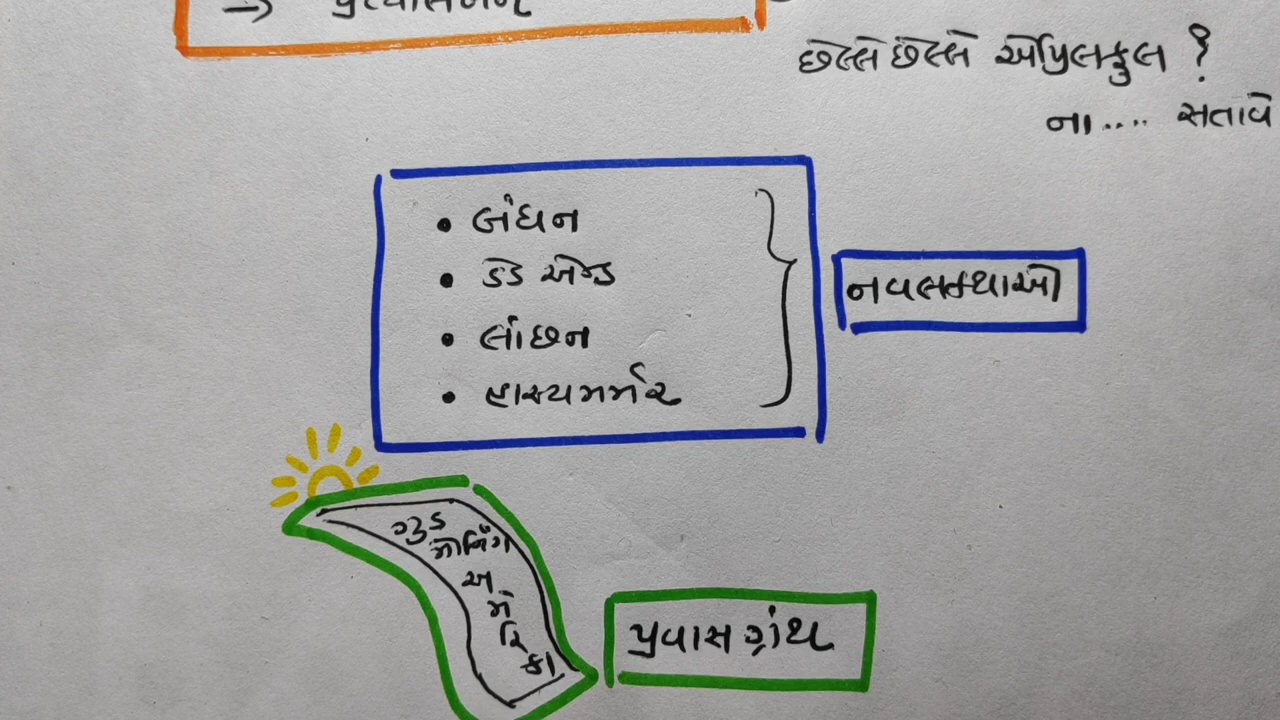 →
છેલ્લે છેલ્લે એપ્રિલફુલ ?
ના.... સતાવે
• બંધન
• ડેડ એન્ડ
• લાંછન
• હાસ્યમર્મર
નવલકથાઓ
ગુડ
મોર્નિંગ
અ
મે
રિ
કા
પ્રવાસ ગ્રંથ